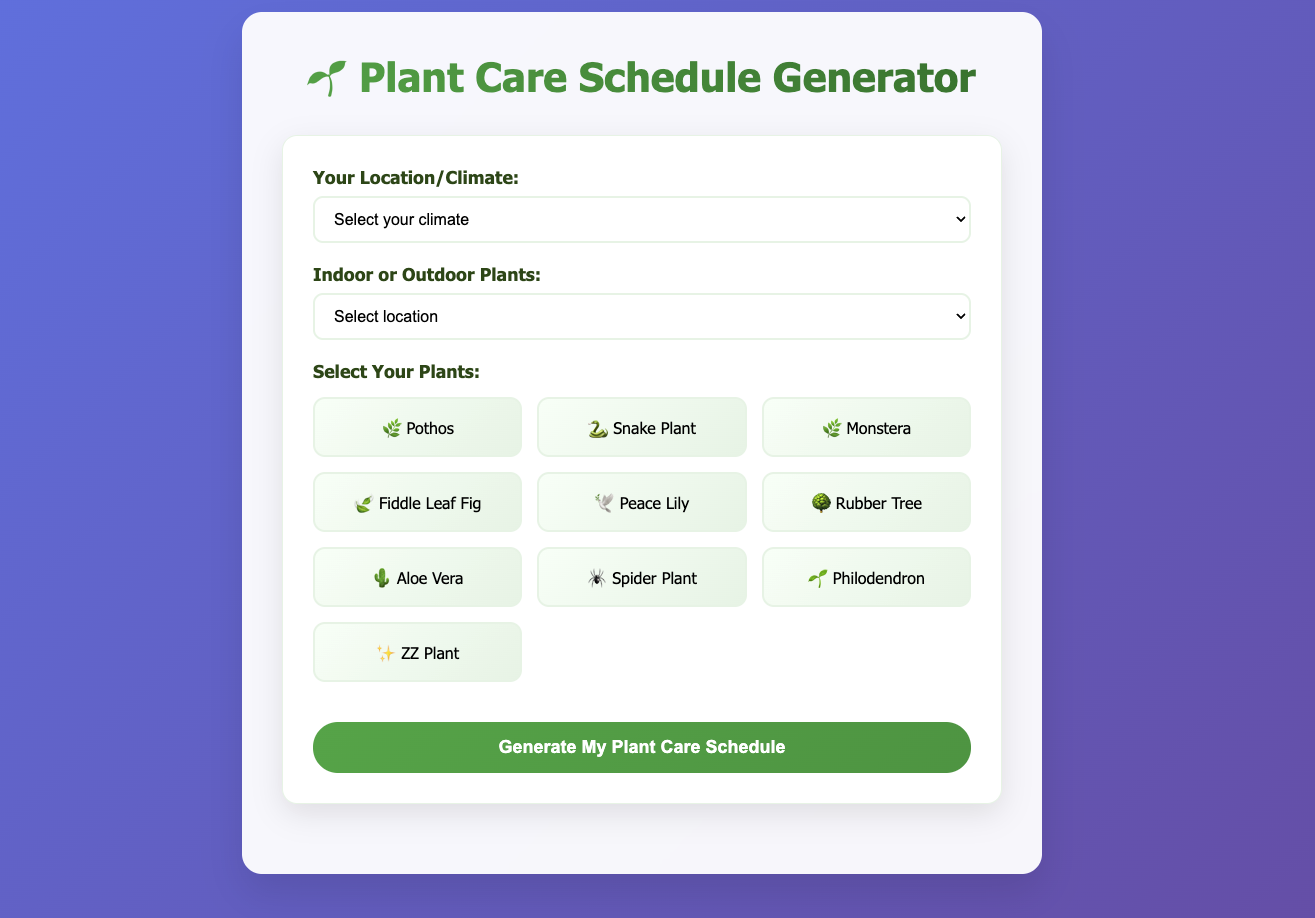 🌱 Plant Care Schedule Generator
Your Location/Climate:
Select your climate
Indoor or Outdoor Plants:
Select location
Select Your Plants:
🌿 Pothos
🐍 Snake Plant
🌿 Monstera
🍃 Fiddle Leaf Fig
🕊️ Peace Lily
🌳 Rubber Tree
🌵 Aloe Vera
🕷️ Spider Plant
🌱 Philodendron
✨ ZZ Plant
Generate My Plant Care Schedule